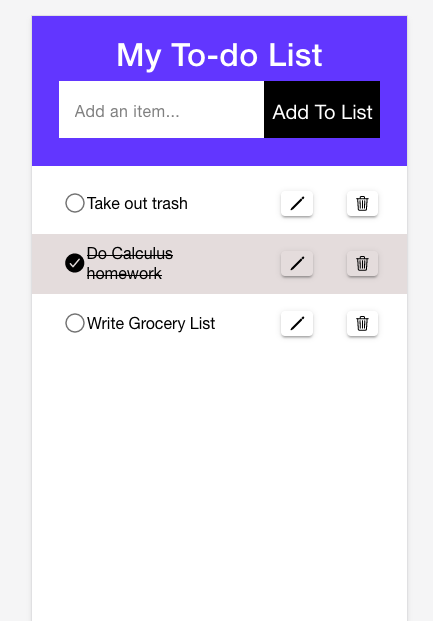 My To-do List
Add an item...
Add To List
Take out trash
Do Calculus
homework
Write Grocery List